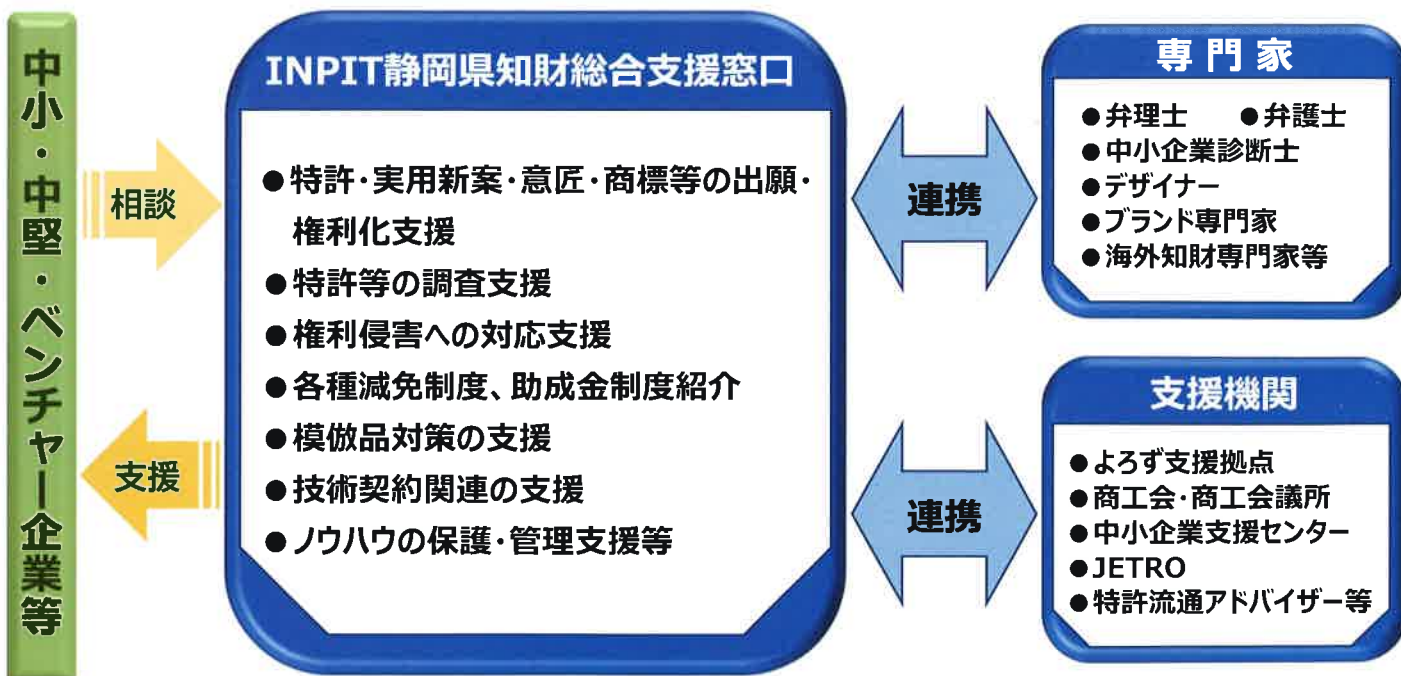 中小・中堅・ベンチャー企業等
相談
支援
INPIT静岡県知財総合支援窓口
●特許・実用新案・意匠・商標等の出願・
権利化支援
●特許等の調査支援
●権利侵害への対応支援
●各種減免制度、助成金制度紹介
●模倣品対策の支援
●技術契約関連の支援
●ノウハウの保護・管理支援等
連携
連携
専門家
●弁理士 ●弁護士
●中小企業診断士
●デザイナー
●ブランド専門家
●海外知財専門家等
支援機関
●よろず支援拠点
●商工会・商工会議所
●中小企業支援センター
●JETRO
●特許流通アドバイザー等